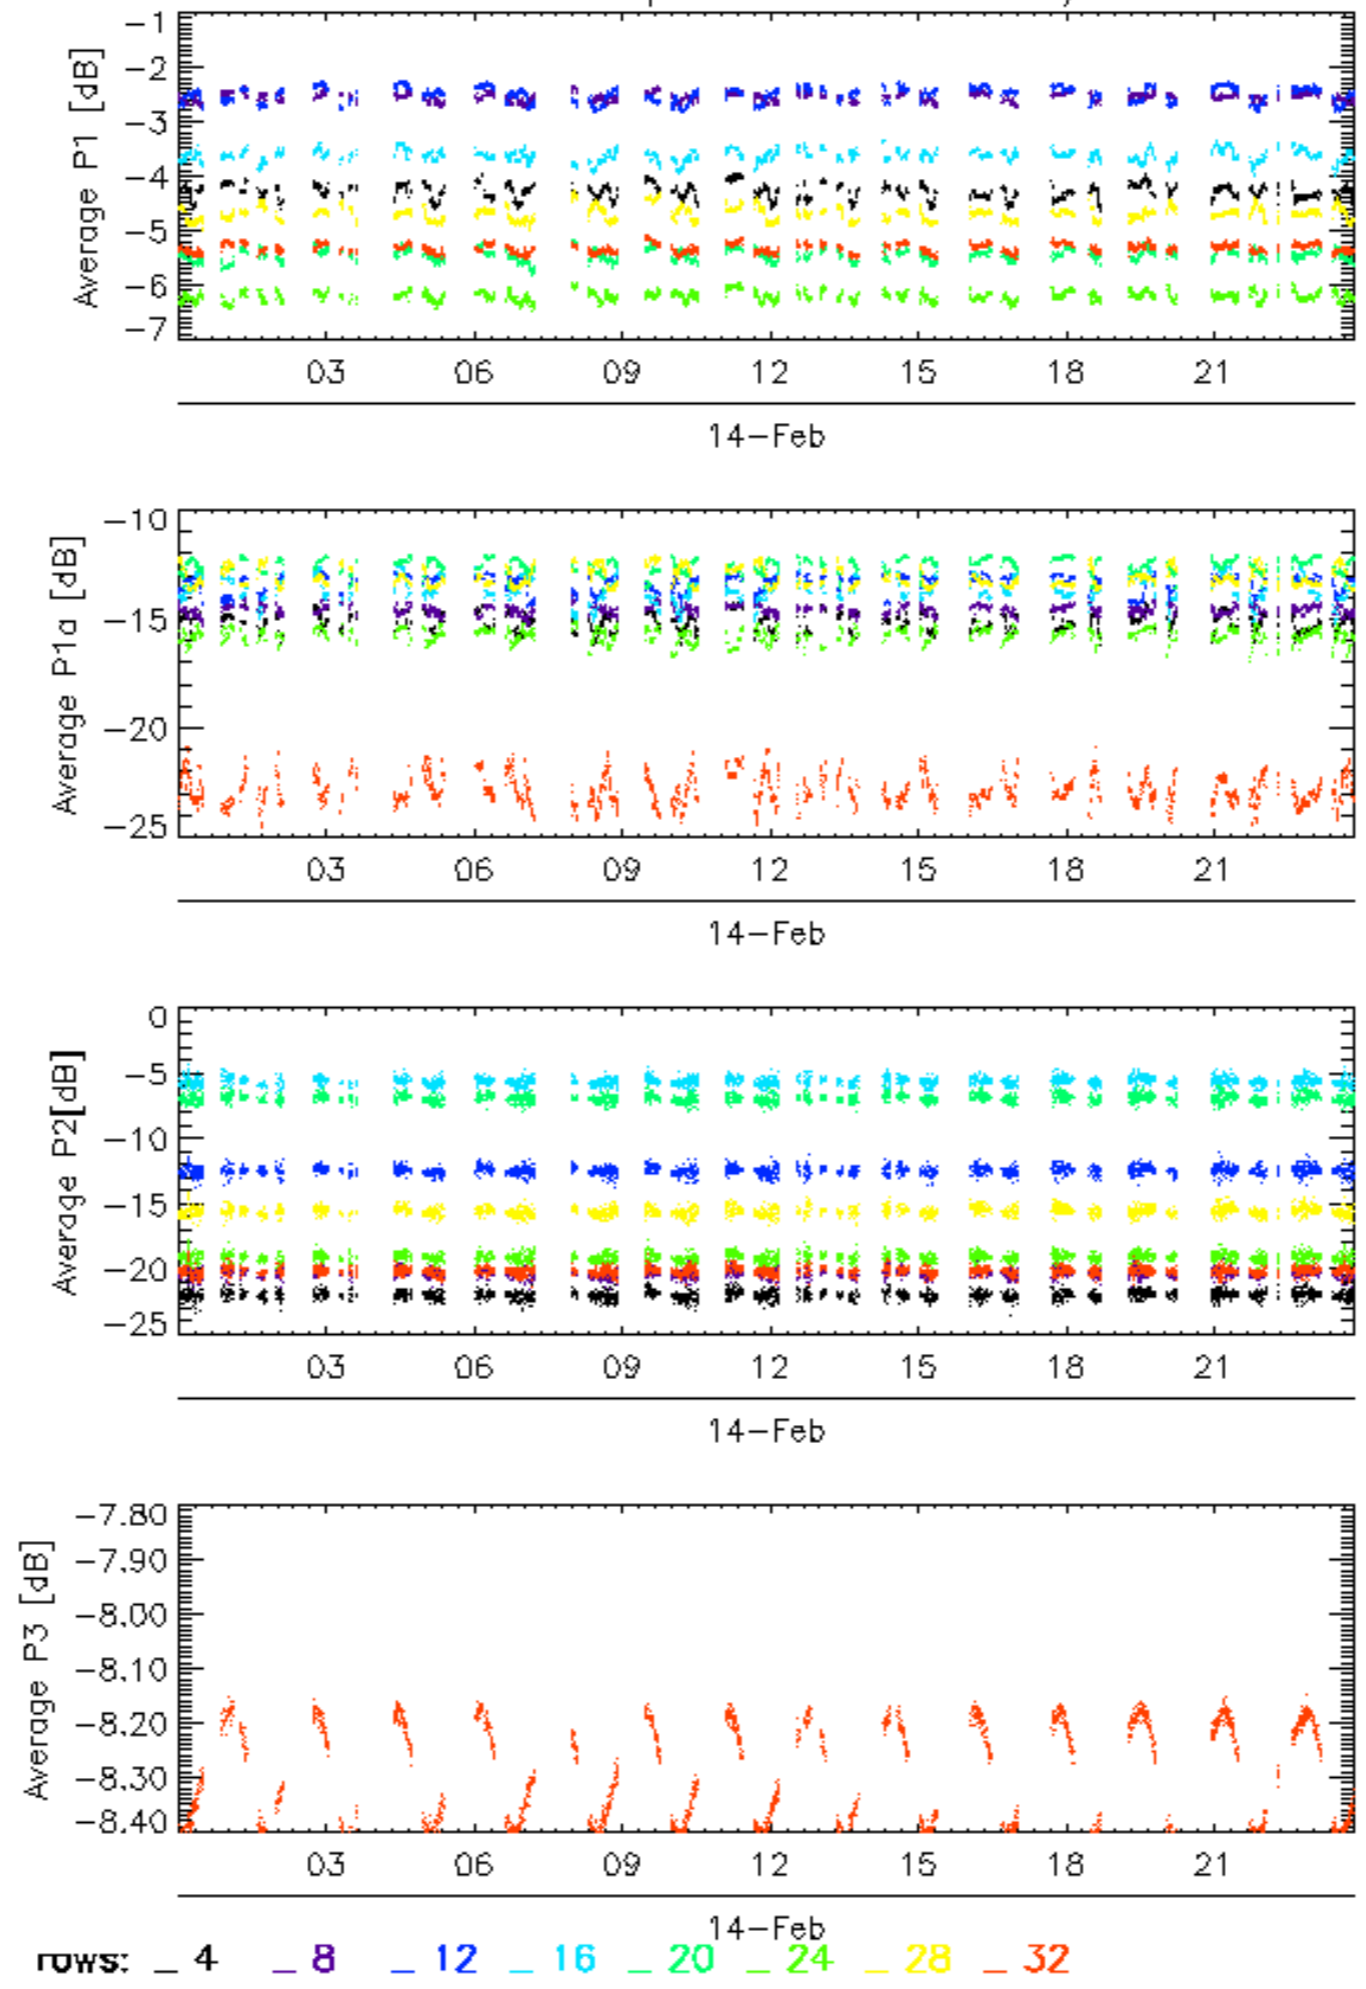 Average P1 [dB]
-1
-2
-3
-4
-5
-6
-7
03 06 09 12 15 18 21
14-Feb
Average P1a [dB]
-10
-15
-20
-25
03 06 09 12 15 18 21
14-Feb
Average P2[dB]
0
-5
-10
-15
-20
-25
03 06 09 12 15 18 21
14-Feb
Average P3 [dB]
-7.80
-7.90
-8.00
-8.10
-8.20
-8.30
-8.40
03 06 09 12 15 18 21
14-Feb
rows: _ 4 _ 8 _ 12 _ 16 _ 20 _ 24 _ 28 _ 32